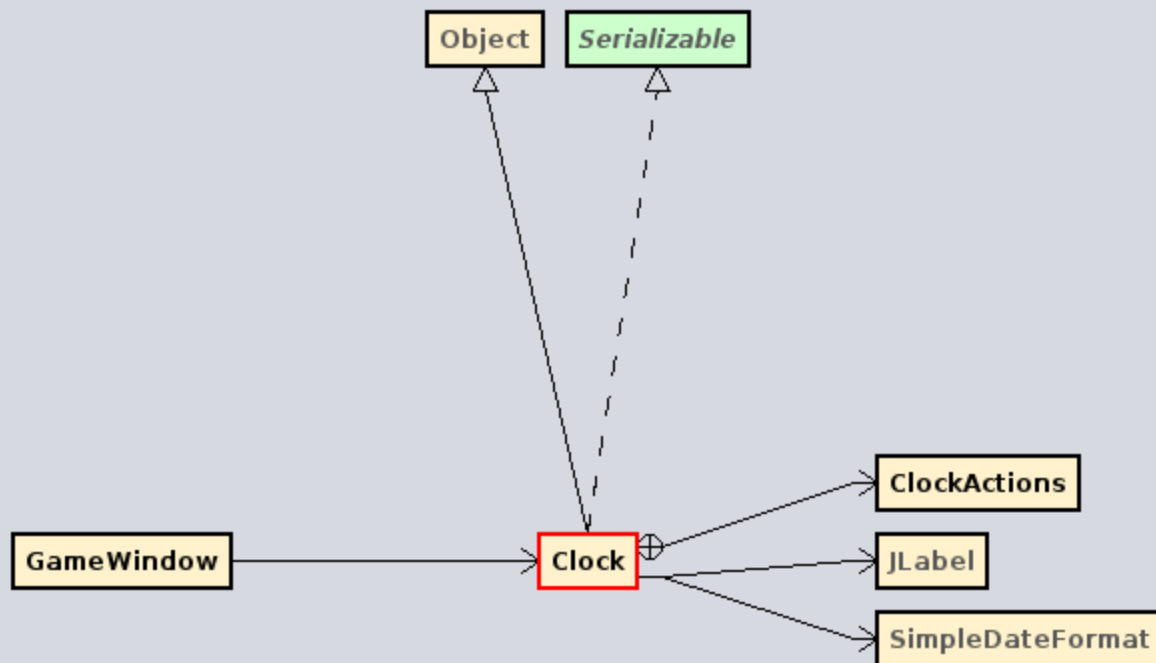 Object
Serializable
ClockActions
GameWindow
Clock
JLabel
SimpleDateFormat